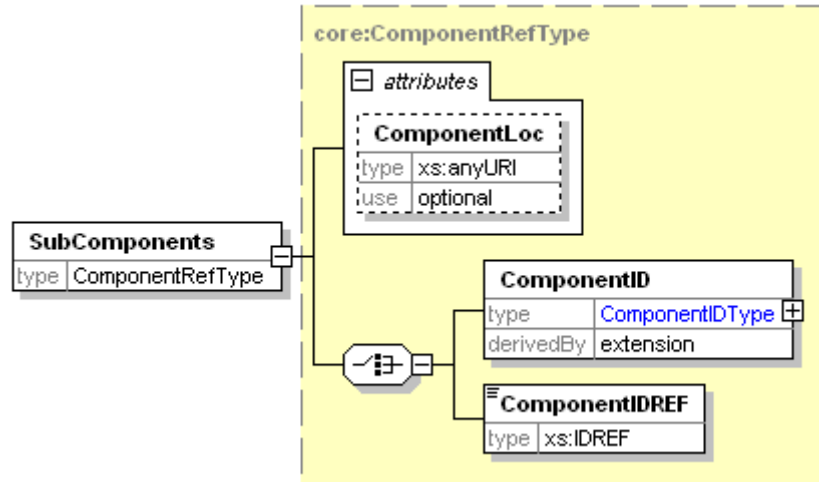 core:ComponentRefType
attributes
ComponentLoc
type xs:anyURI
use optional
SubComponents
type ComponentRefType
ComponentID
type ComponentIDType
derivedBy extension
ComponentIDREF
type xs:IDREF